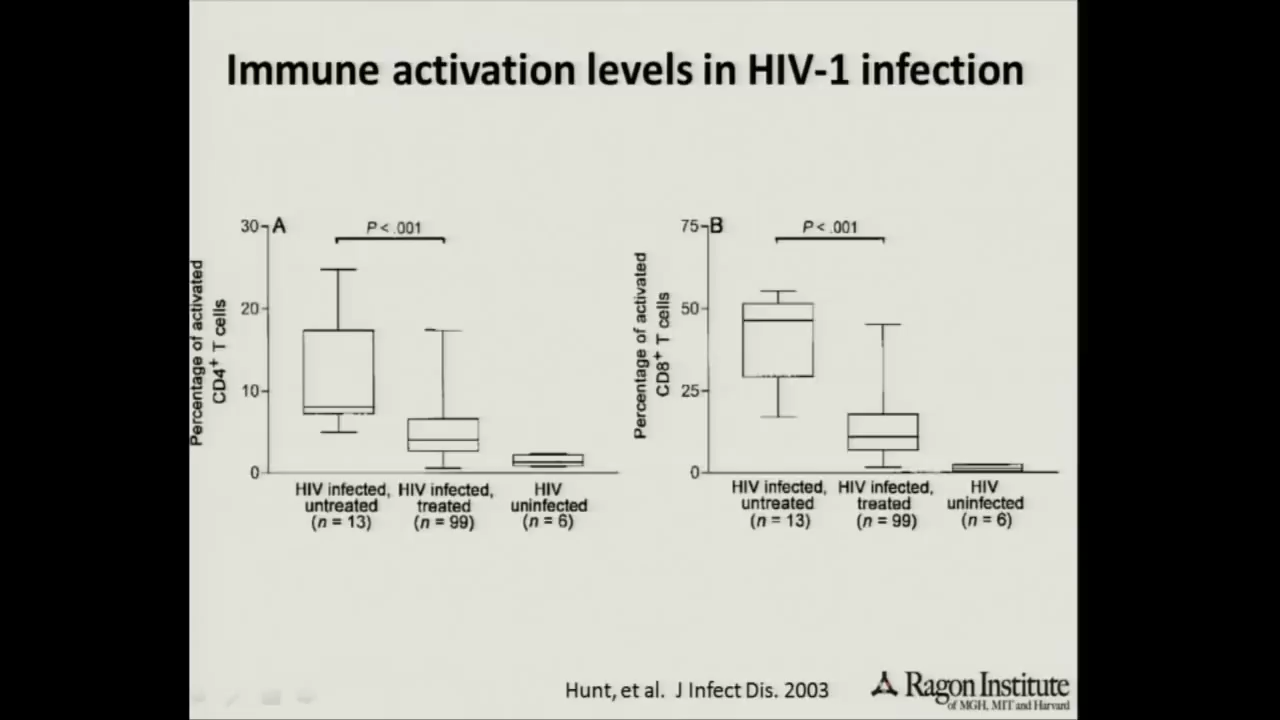 Immune activation levels in HIV-1 infection
Percentage of activated
CD4+ T cells
30
20
10
0
A
P < .001
HIV infected,
untreated
(n = 13)
HIV infected,
treated
(n = 99)
HIV
uninfected
(n = 6)
Percentage of activated
CD8+ T cells
75
50
25
0
B
P < .001
HIV infected,
untreated
(n = 13)
HIV infected,
treated
(n = 99)
HIV
uninfected
(n = 6)
Hunt, et al. J Infect Dis. 2003
Ragon Institute
of MGH, MIT and Harvard